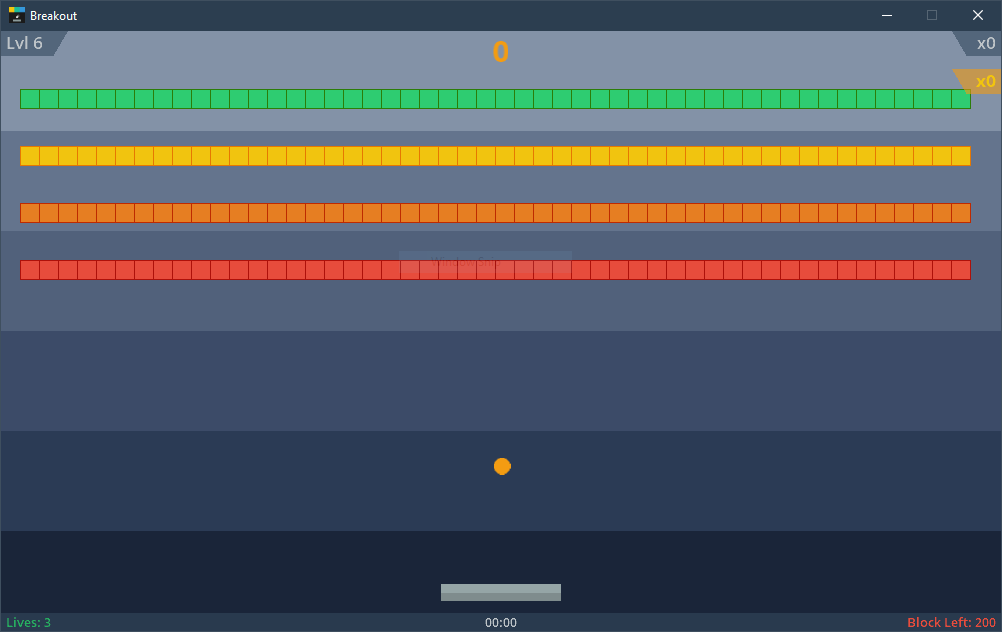 Breakout
Lvl 6
0
x0
x0
Lives: 3
00:00
Block Left: 200